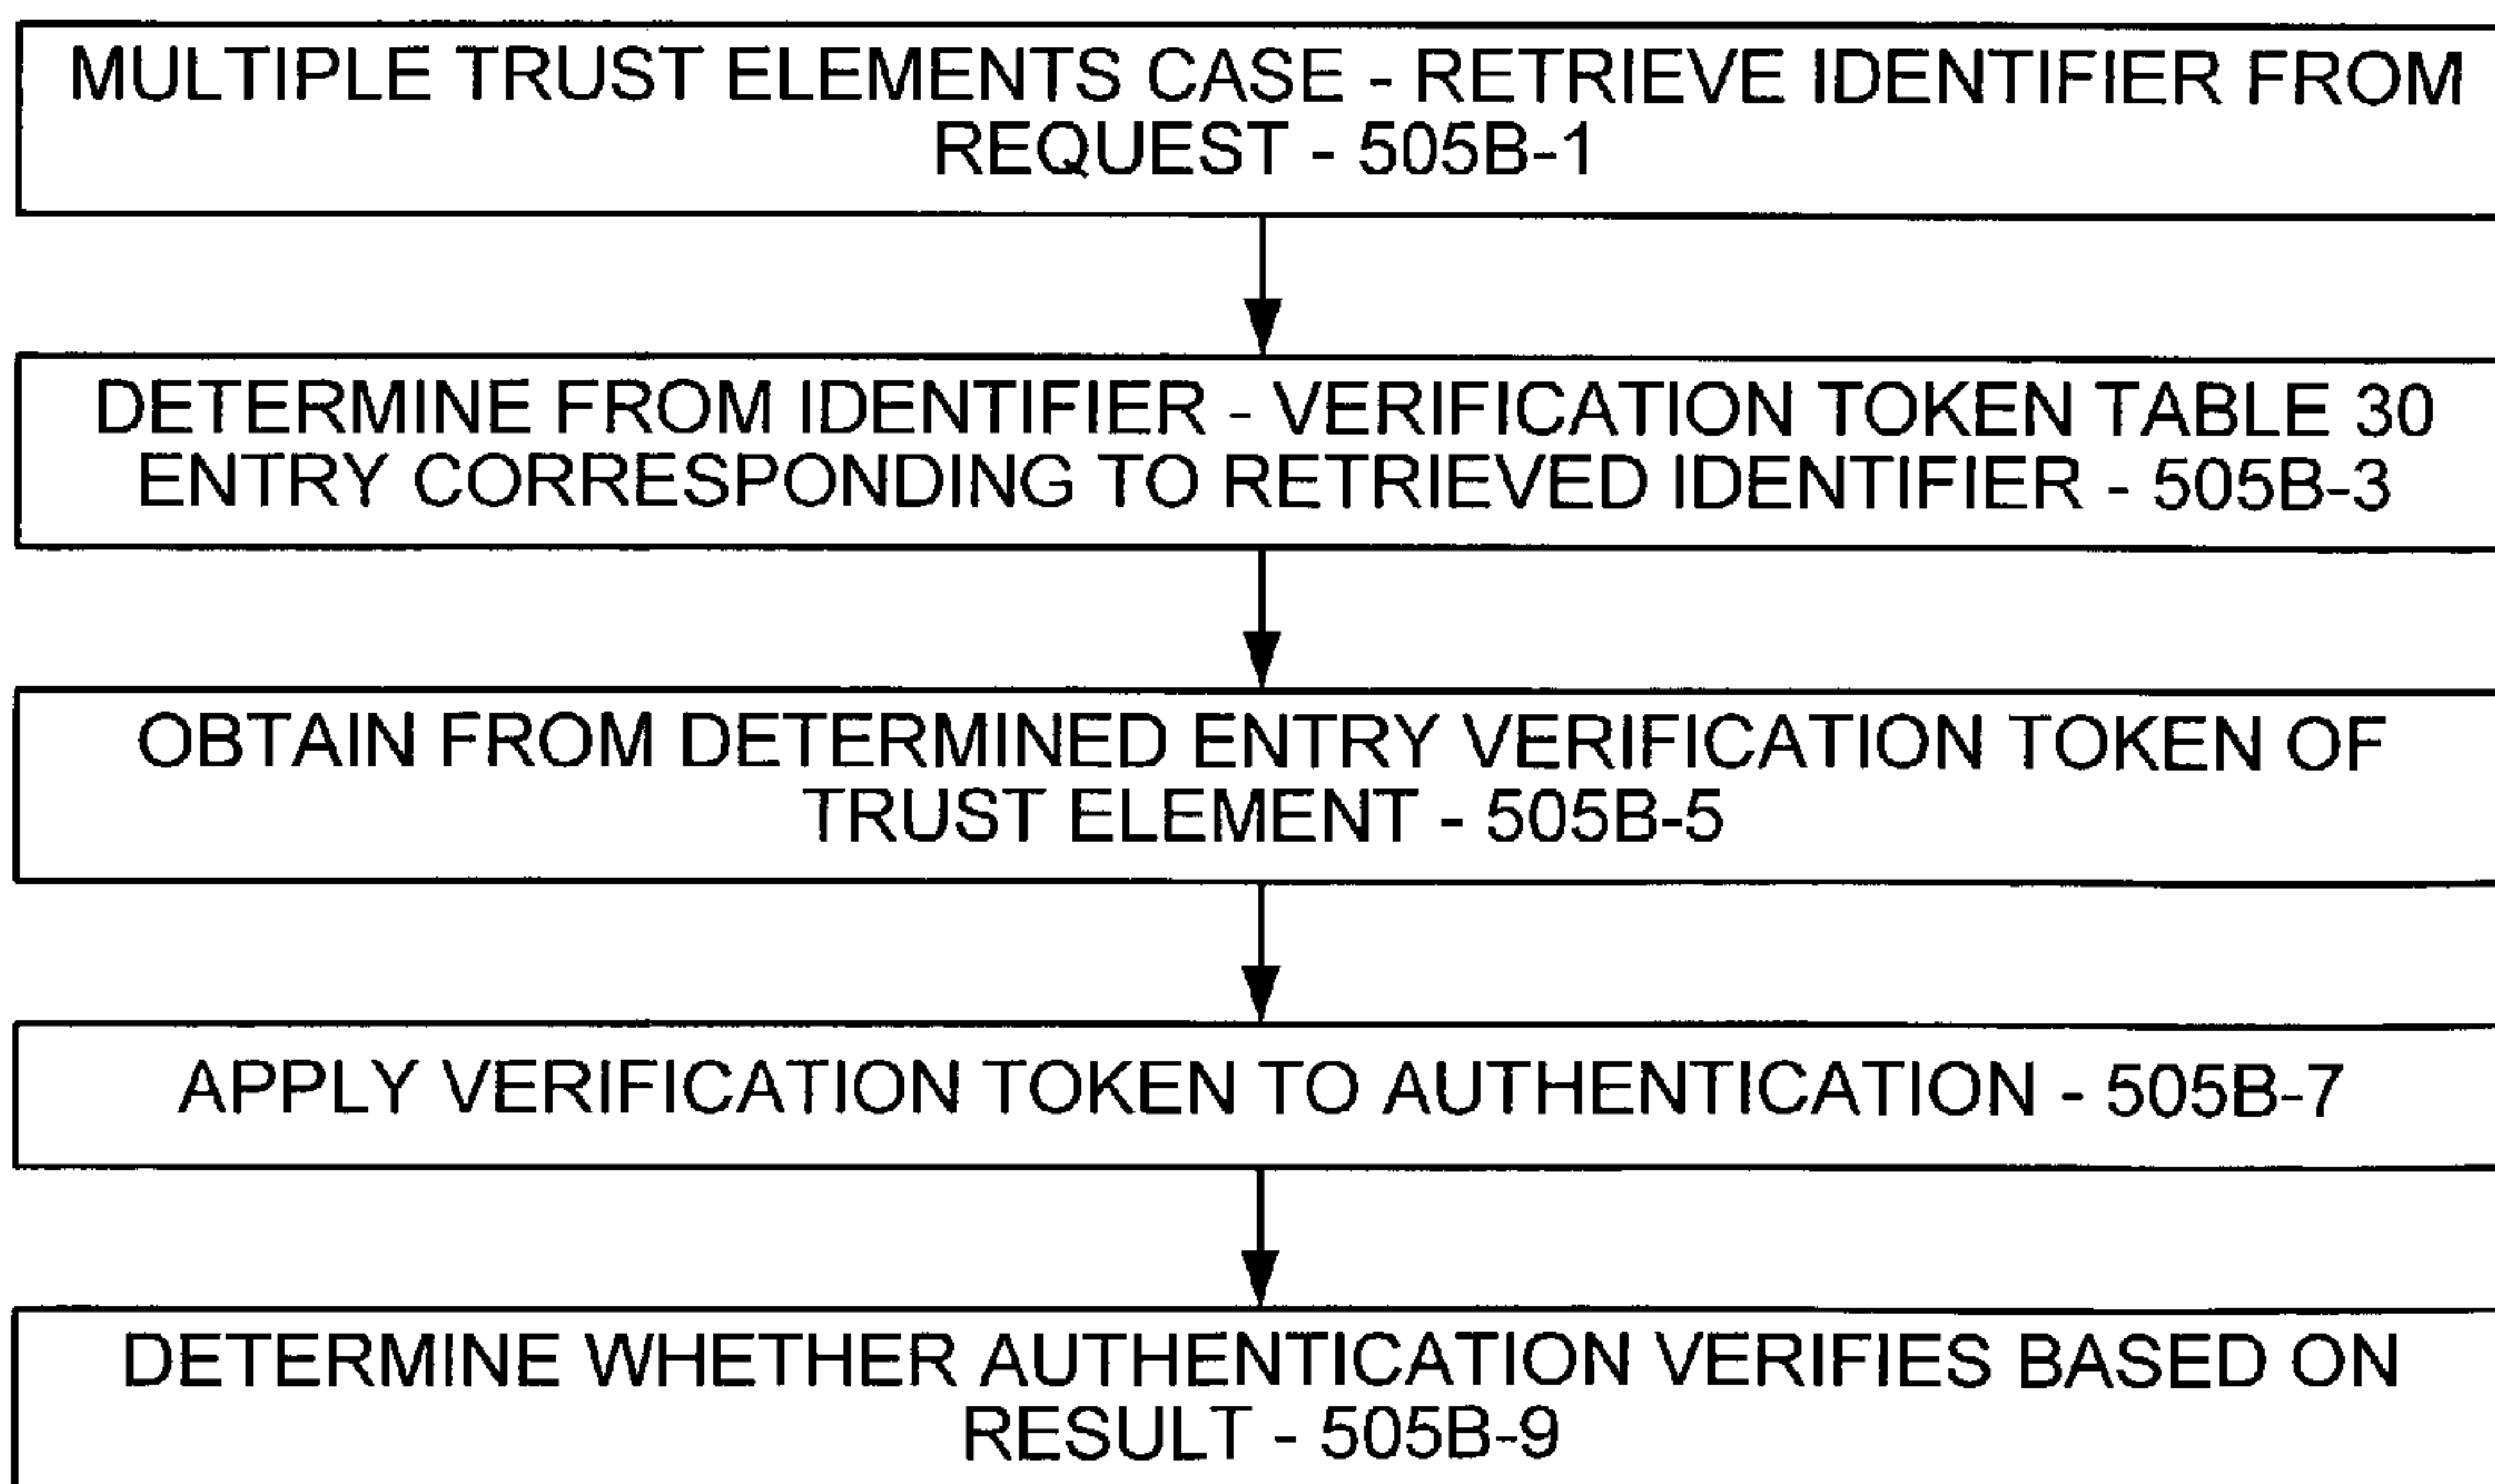 MULTIPLE TRUST ELEMENTS CASE - RETRIEVE IDENTIFIER FROM
REQUEST - 505B-1
DETERMINE FROM IDENTIFIER - VERIFICATION TOKEN TABLE 30
ENTRY CORRESPONDING TO RETRIEVED IDENTIFIER - 505B-3
OBTAIN FROM DETERMINED ENTRY VERIFICATION TOKEN OF
TRUST ELEMENT - 505B-5
APPLY VERIFICATION TOKEN TO AUTHENTICATION - 505B-7
DETERMINE WHETHER AUTHENTICATION VERIFIES BASED ON
RESULT - 505B-9